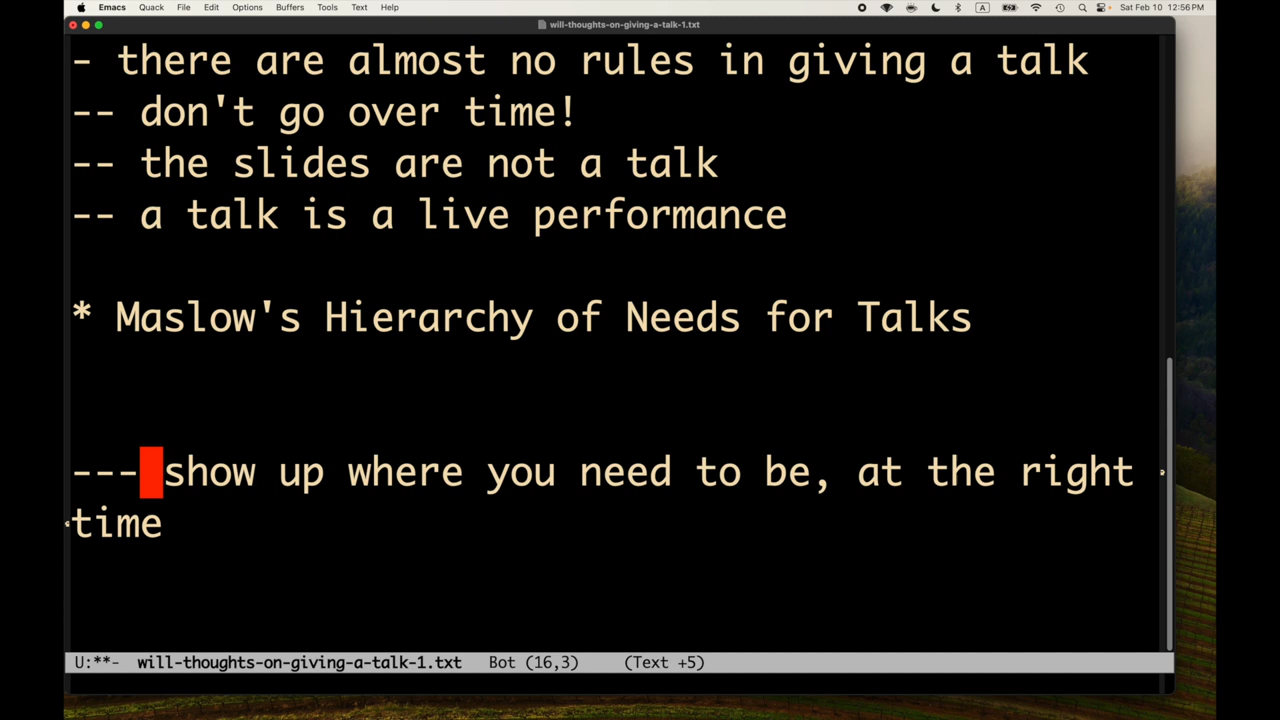 Emacs Quack File Edit Options Buffers Tools Text Help A Sat Feb 10 12:56 PM
will-thoughts-on-giving-a-talk-1.txt
- there are almost no rules in giving a talk
-- don't go over time!
-- the slides are not a talk
-- a talk is a live performance
* Maslow's Hierarchy of Needs for Talks
--- show up where you need to be, at the right
time
U:**- will-thoughts-on-giving-a-talk-1.txt Bot (16,3) (Text +5)